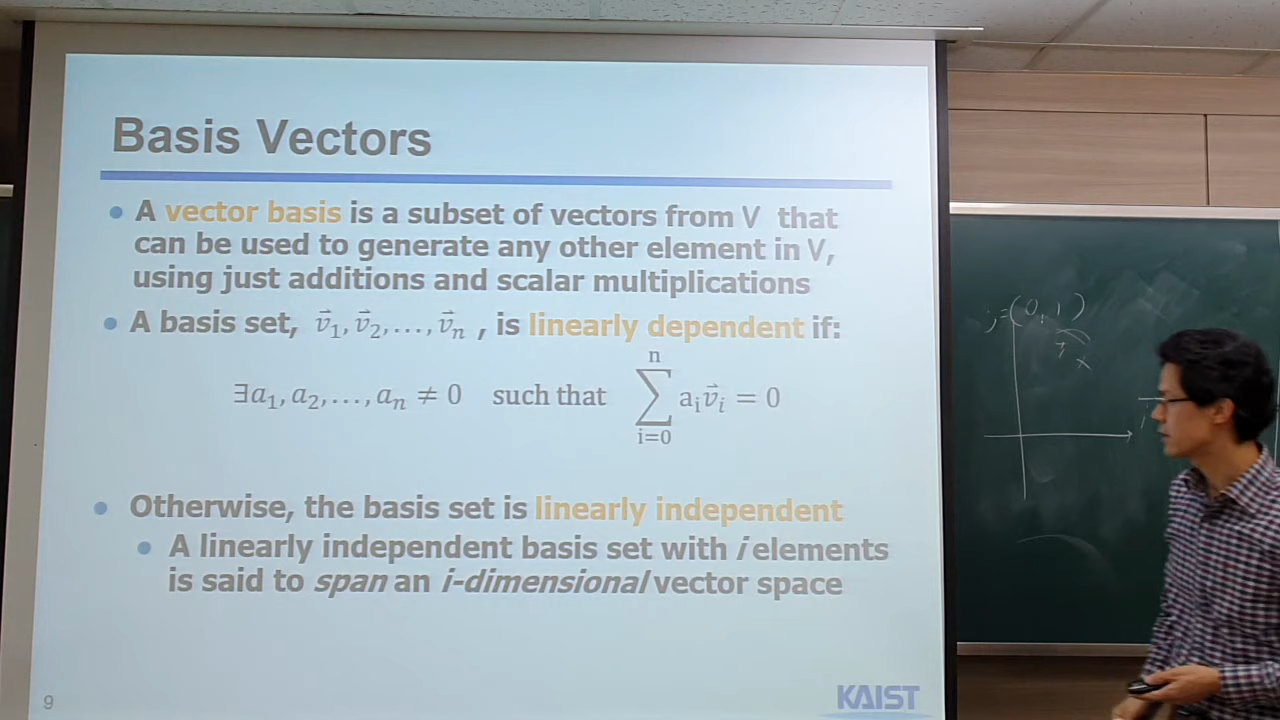 Basis Vectors
A vector basis is a subset of vectors from V that
can be used to generate any other element in V,
using just additions and scalar multiplications
A basis set, v⃗₁, v⃗₂, …, v⃗ₙ , is linearly dependent if:
∃a₁, a₂, …, aₙ ≠ 0 such that
n
∑ aᵢv⃗ᵢ = 0
i=0
Otherwise, the basis set is linearly independent
A linearly independent basis set with i elements
is said to span an i-dimensional vector space
9
KAIST
j=(0,1)
x